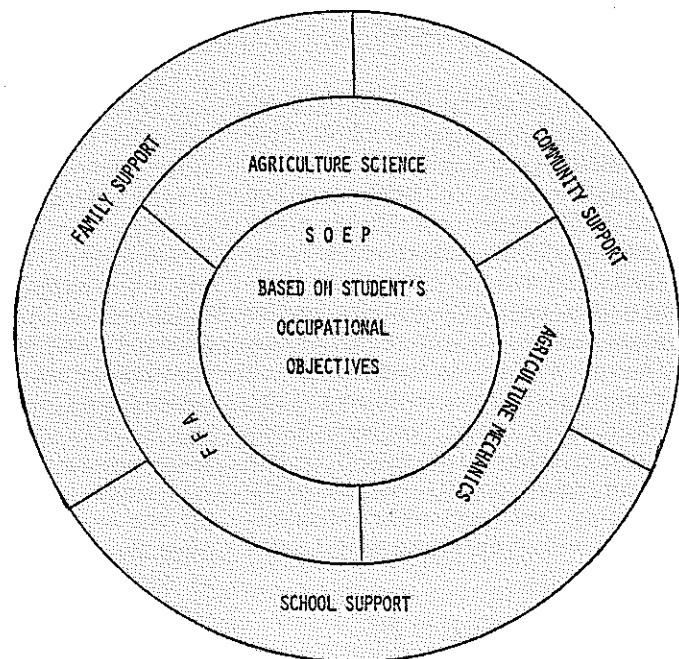 FAMILY SUPPORT
COMMUNITY SUPPORT
AGRICULTURE SCIENCE
S O E P
BASED ON STUDENT'S
OCCUPATIONAL
OBJECTIVES
AGRICULTURE MECHANICS
F F A
SCHOOL SUPPORT